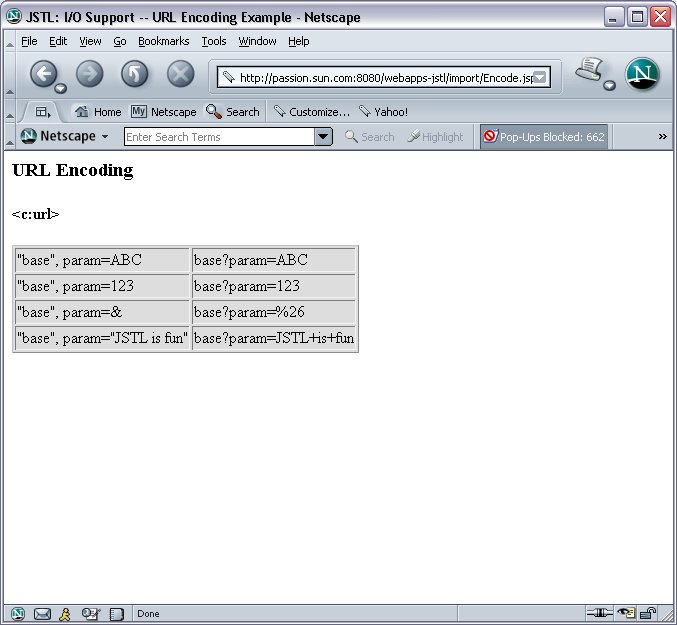 JSTL: I/O Support -- URL Encoding Example - Netscape
File Edit View Go Bookmarks Tools Window Help
http://passion.sun.com:8080/webapps-jstl/import/Encode.jsp
Home My Netscape Search Customize... Yahoo!
Netscape Enter Search Terms Search Highlight Pop-Ups Blocked: 662 »
URL Encoding
<c:url>
"base", param=ABC base?param=ABC
"base", param=123 base?param=123
"base", param=& base?param=%26
"base", param="JSTL is fun" base?param=JSTL+is+fun
Done